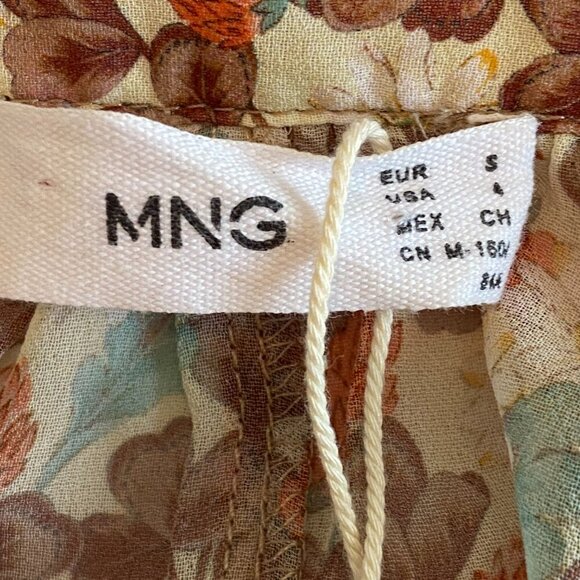 MNG
EUR S
USA 4
MEX CH
CN M-160/